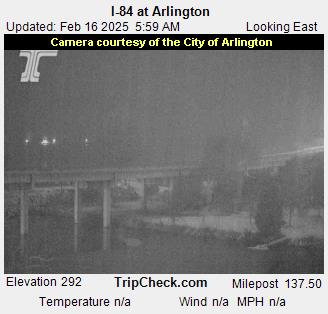 I-84 at Arlington
Updated: Feb 16 2025  5:59 AM Looking East
Camera courtesy of the City of Arlington
Elevation 292 TripCheck.com Milepost 137.50
Temperature n/a Wind n/a MPH n/a